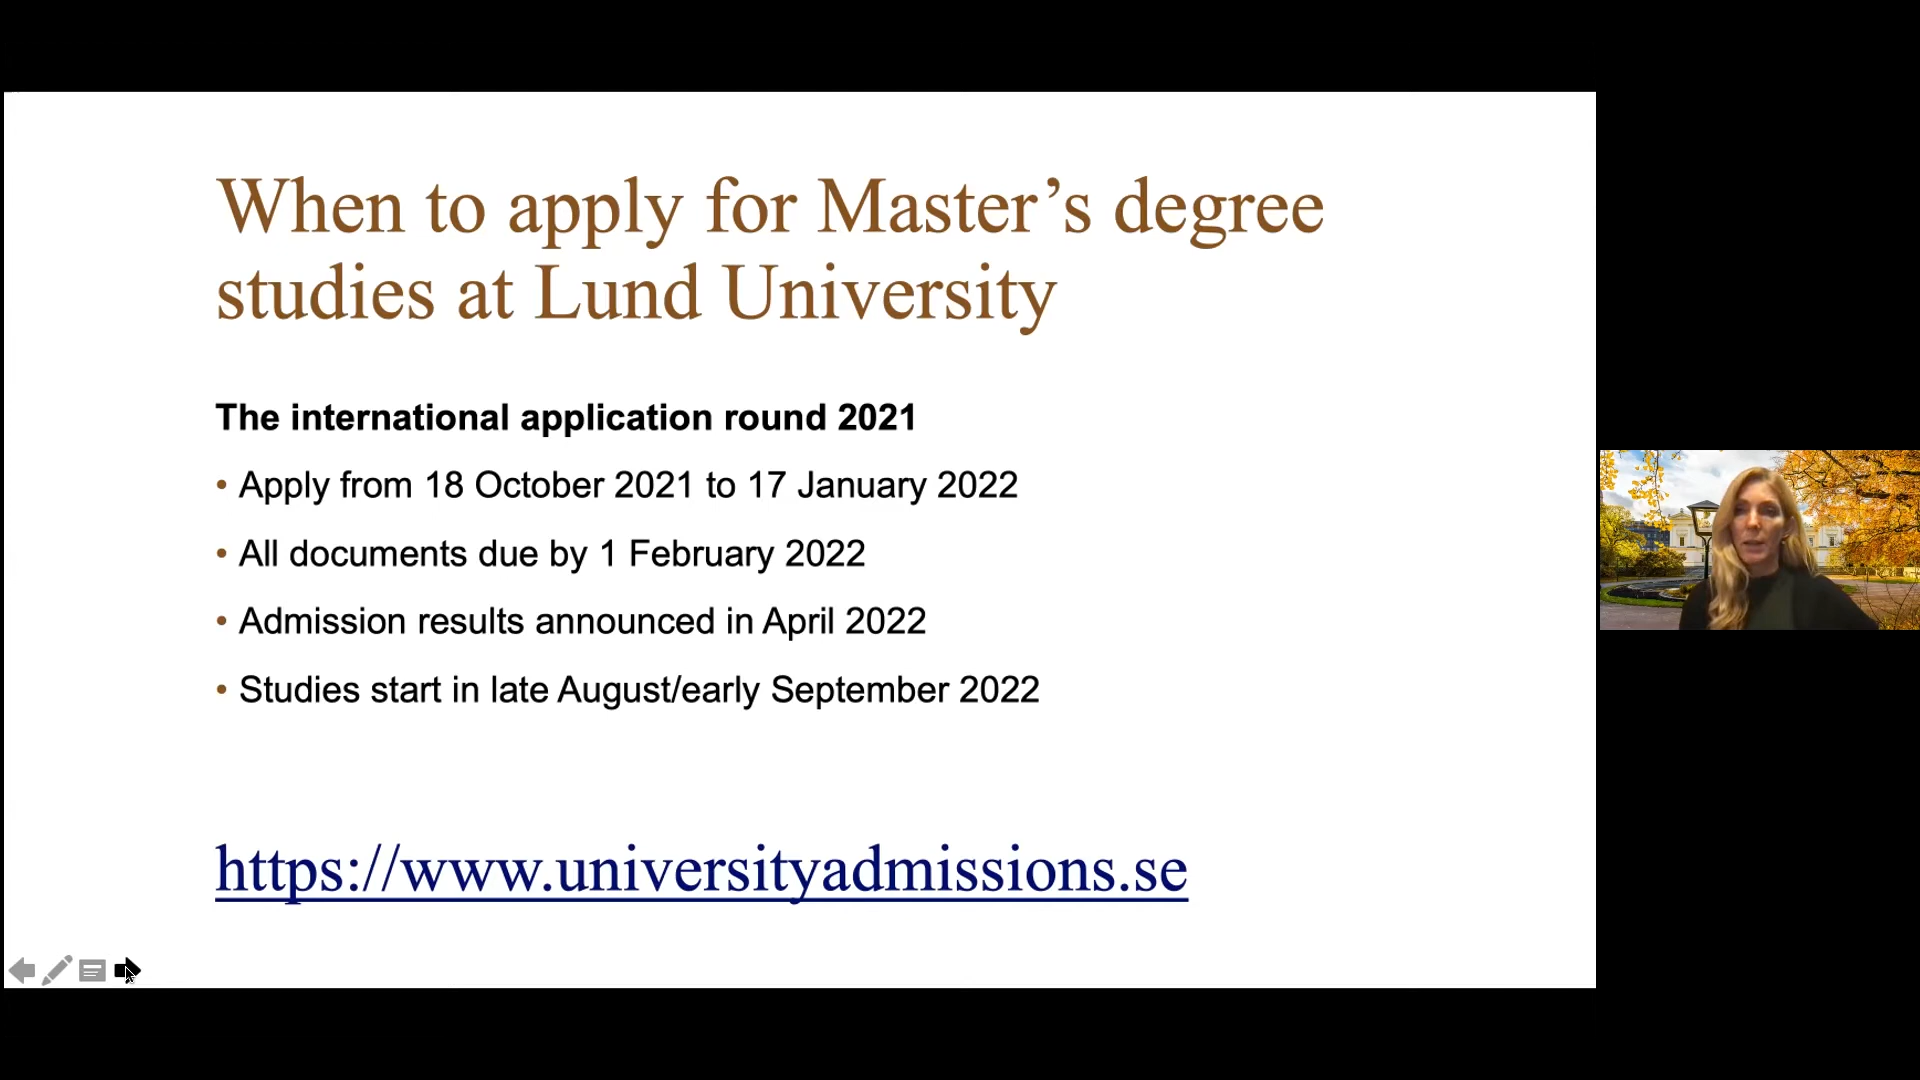 When to apply for Master’s degree
studies at Lund University
The international application round 2021
• Apply from 18 October 2021 to 17 January 2022
• All documents due by 1 February 2022
• Admission results announced in April 2022
• Studies start in late August/early September 2022
https://www.universityadmissions.se